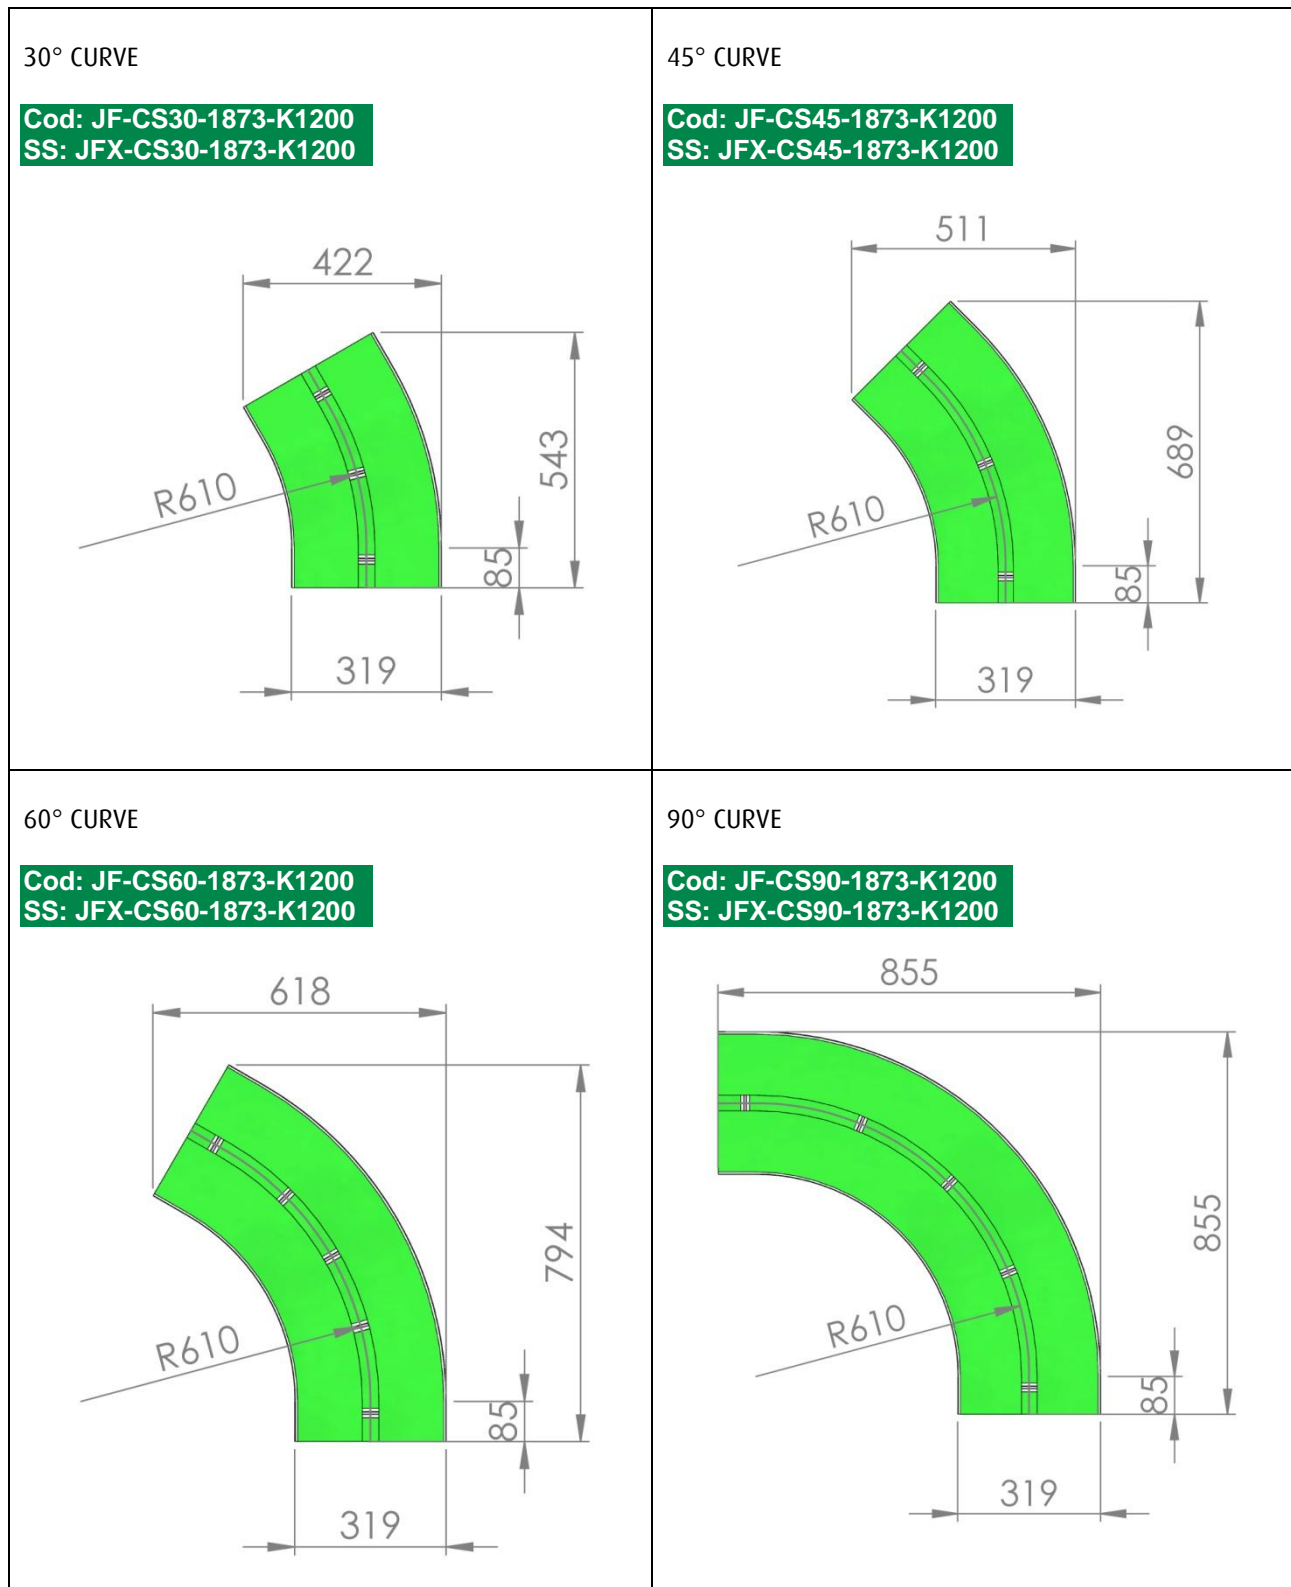 30° CURVE
Cod: JF-CS30-1873-K1200
SS: JFX-CS30-1873-K1200
422
R610
543
85
319
45° CURVE
Cod: JF-CS45-1873-K1200
SS: JFX-CS45-1873-K1200
511
R610
689
85
319
60° CURVE
Cod: JF-CS60-1873-K1200
SS: JFX-CS60-1873-K1200
618
R610
794
85
319
90° CURVE
Cod: JF-CS90-1873-K1200
SS: JFX-CS90-1873-K1200
855
R610
855
85
319